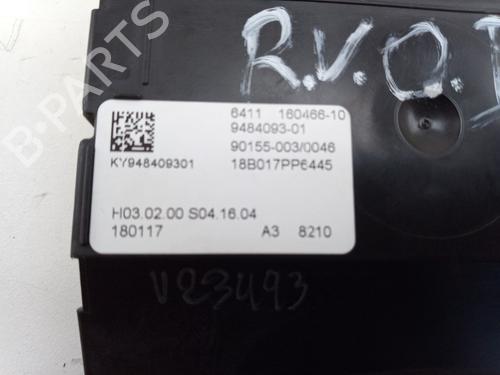 R.V.O.
6411 160466-10
9484093-01
90155-003/0046
KY948409301 18B017PP6445
H03.02.00 S04.16.04
180117 A3 8210
V23493
B-PARTS